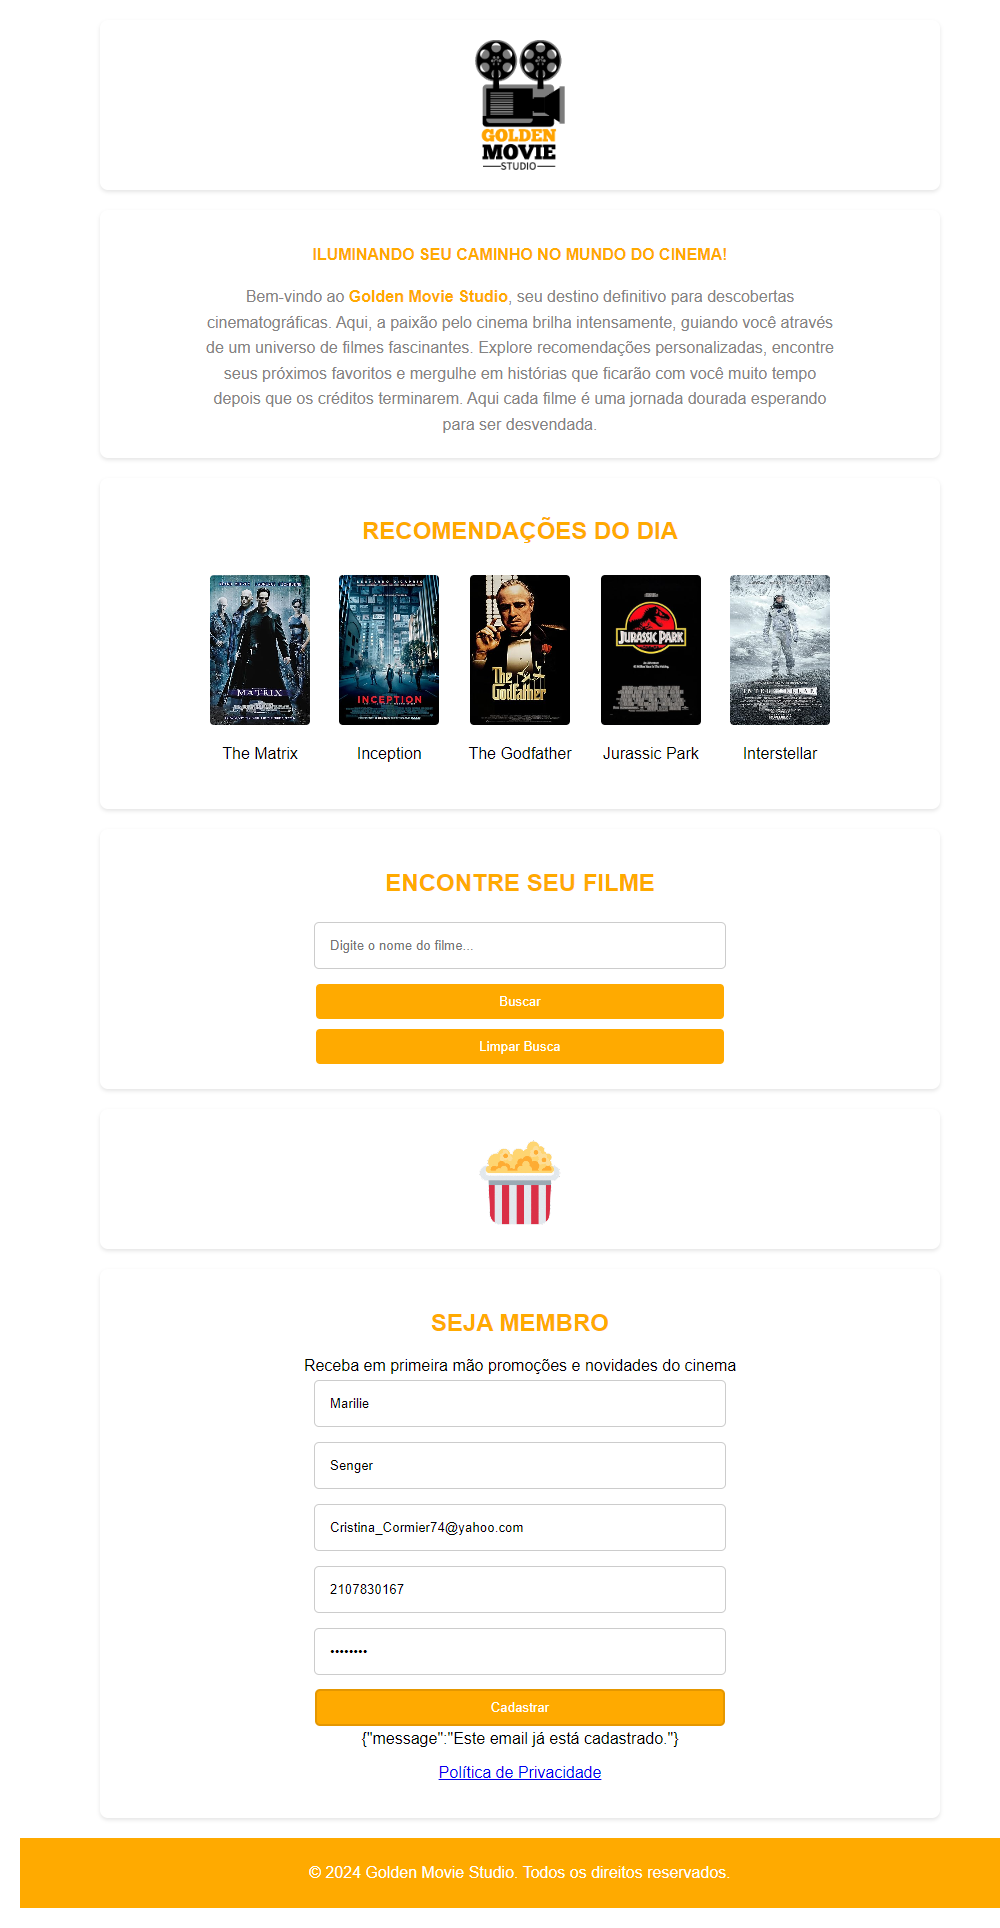 GOLDEN
MOVIE
STUDIO
ILUMINANDO SEU CAMINHO NO MUNDO DO CINEMA!
Bem-vindo ao Golden Movie Studio, seu destino definitivo para descobertas
cinematográficas. Aqui, a paixão pelo cinema brilha intensamente, guiando você através
de um universo de filmes fascinantes. Explore recomendações personalizadas, encontre
seus próximos favoritos e mergulhe em histórias que ficarão com você muito tempo
depois que os créditos terminarem. Aqui cada filme é uma jornada dourada esperando
para ser desvendada.
RECOMENDAÇÕES DO DIA
MATRIX
INCEPTION
The Godfather
JURASSIC PARK
INTERSTELLAR
The Matrix
Inception
The Godfather
Jurassic Park
Interstellar
ENCONTRE SEU FILME
Digite o nome do filme...
Buscar
Limpar Busca
SEJA MEMBRO
Receba em primeira mão promoções e novidades do cinema
Marilie
Senger
Cristina_Cormier74@yahoo.com
2107830167
••••••••
Cadastrar
{"message":"Este email já está cadastrado."}
Política de Privacidade
© 2024 Golden Movie Studio. Todos os direitos reservados.